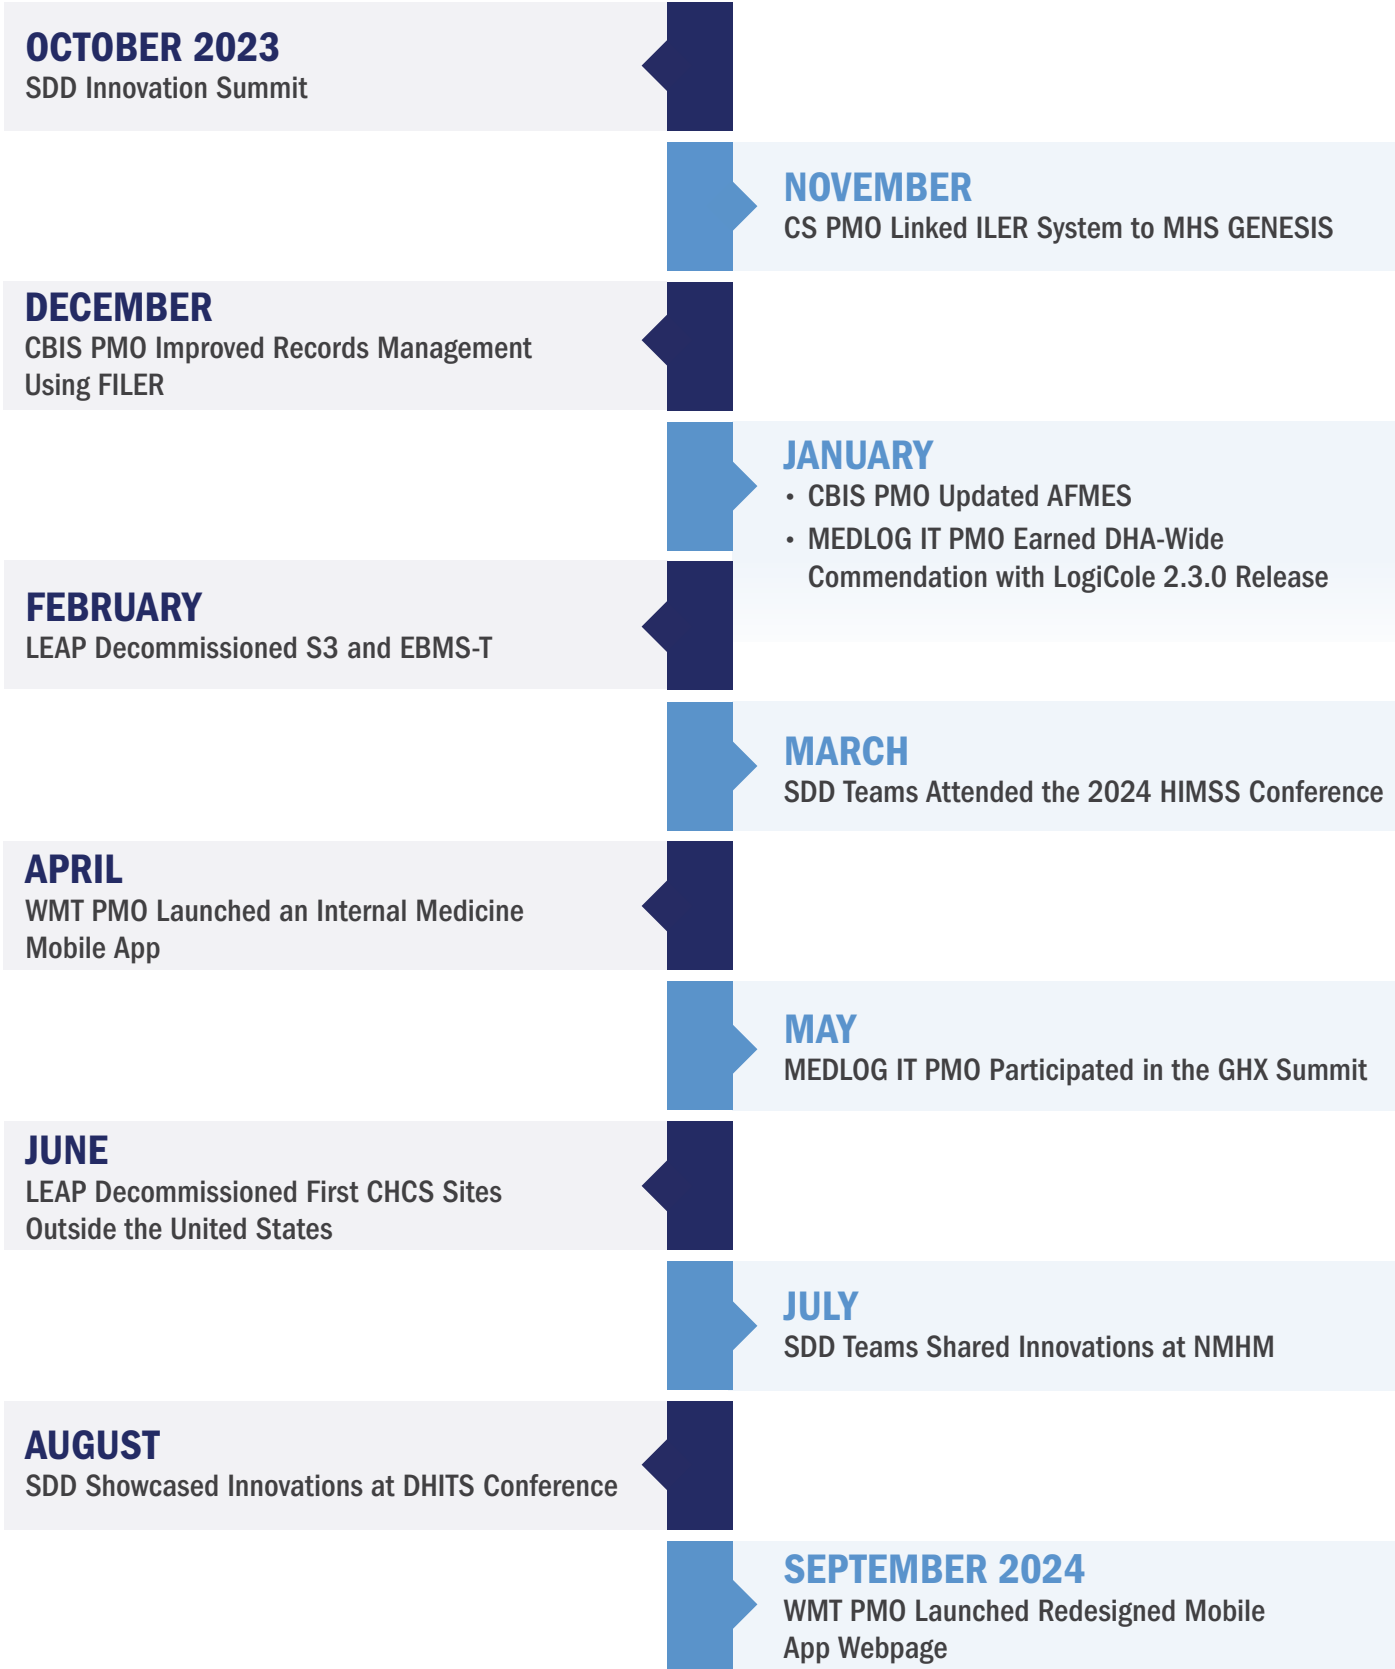 OCTOBER 2023
SDD Innovation Summit
NOVEMBER
CS PMO Linked ILER System to MHS GENESIS
DECEMBER
CBIS PMO Improved Records Management
Using FILER
JANUARY
• CBIS PMO Updated AFMES
• MEDLOG IT PMO Earned DHA-Wide
Commendation with LogiCole 2.3.0 Release
FEBRUARY
LEAP Decommissioned S3 and EBMS-T
MARCH
SDD Teams Attended the 2024 HIMSS Conference
APRIL
WMT PMO Launched an Internal Medicine
Mobile App
MAY
MEDLOG IT PMO Participated in the GHX Summit
JUNE
LEAP Decommissioned First CHCS Sites
Outside the United States
JULY
SDD Teams Shared Innovations at NMHM
AUGUST
SDD Showcased Innovations at DHITS Conference
SEPTEMBER 2024
WMT PMO Launched Redesigned Mobile
App Webpage